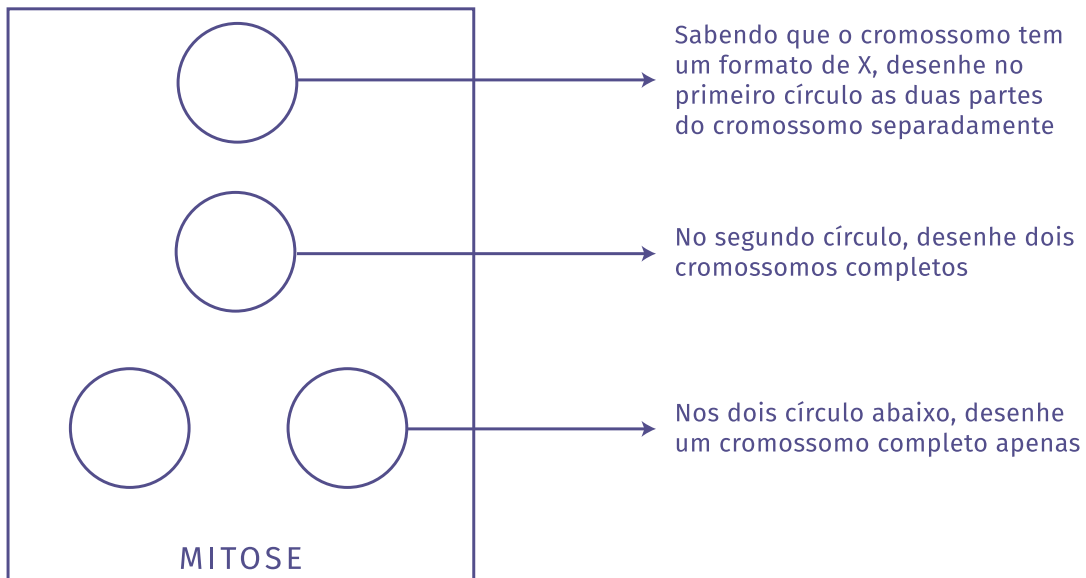 Sabendo que o cromossomo tem
um formato de X, desenhe no
primeiro círculo as duas partes
do cromossomo separadamente
No segundo círculo, desenhe dois
cromossomos completos
Nos dois círculo abaixo, desenhe
um cromossomo completo apenas
MITOSE